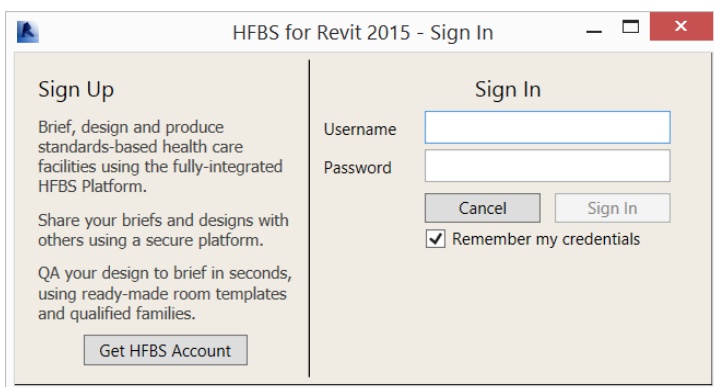 HFBS for Revit 2015 - Sign In
Sign Up
Brief, design and produce
standards-based health care
facilities using the fully-integrated
HFBS Platform.
Share your briefs and designs with
others using a secure platform.
QA your design to brief in seconds,
using ready-made room templates
and qualified families.
Get HFBS Account
Sign In
Username
Password
Cancel Sign In
Remember my credentials